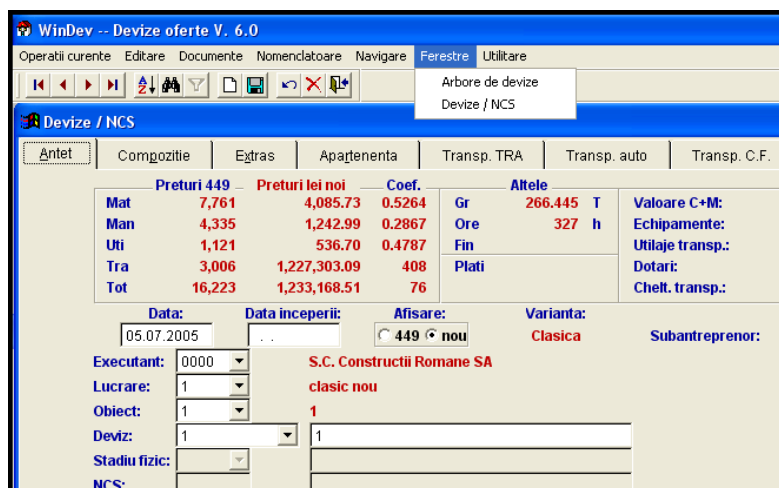 WinDev -- Devize oferte V. 6.0
Operatii curente Editare Documente Nomenclatoare Navigare Ferestre Utilitare
Arbore de devize
Devize / NCS
Devize / NCS
Antet Compozitie Extras Apartenenta Transp. TRA Transp. auto Transp. C.F.
Preturi 449 Preturi lei noi Coef. Altele
Mat 7,761 4,085.73 0.5264 Gr 266.445 T Valoare C+M:
Man 4,335 1,242.99 0.2867 Ore 327 h Echipamente:
Uti 1,121 536.70 0.4787 Fin Utilaje transp.:
Tra 3,006 1,227,303.09 408 Plati Dotari:
Tot 16,223 1,233,168.51 76 Chelt. transp.:
Data: Data inceperii: Afisare: Varianta:
05.07.2005 . . 449 nou Clasica Subantreprenor:
Executant: 0000 S.C. Constructii Romane SA
Lucrare: 1 clasic nou
Obiect: 1 1
Deviz: 1 1
Stadiu fizic:
NCS: